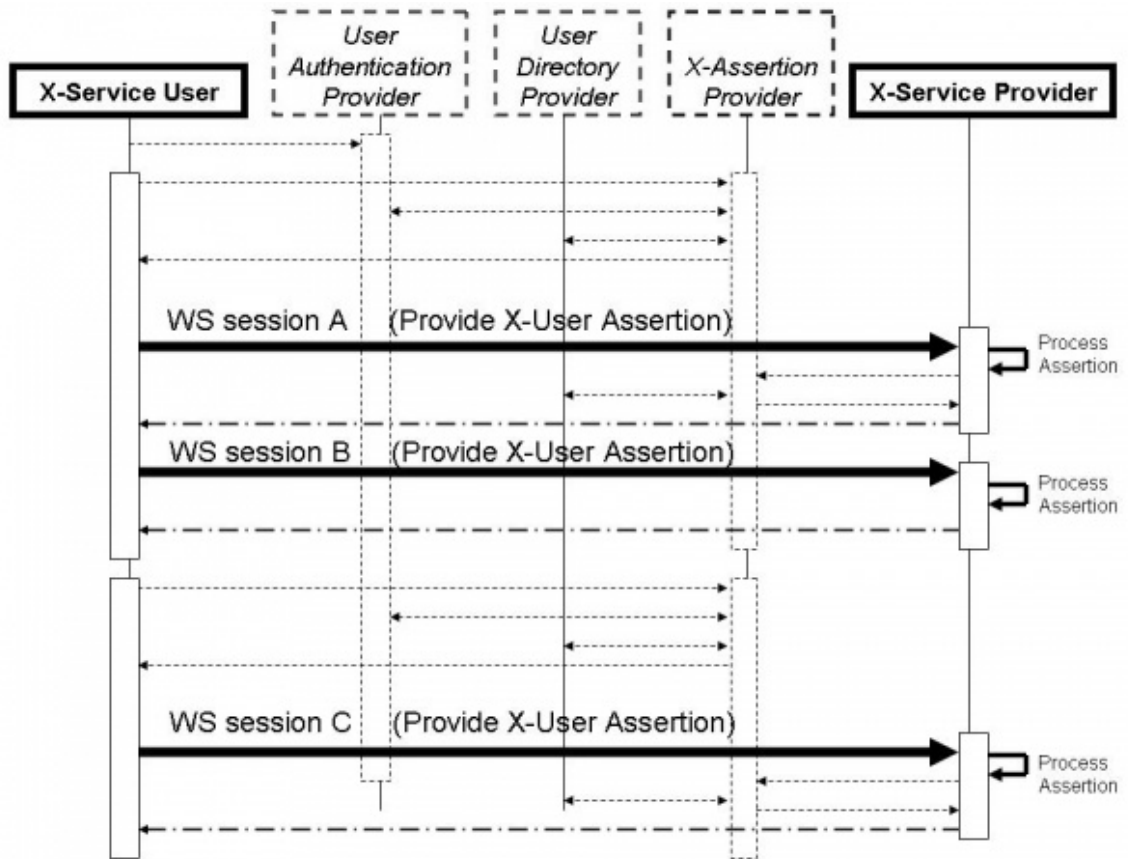 User
Authentication
Provider
User
Directory
Provider
X-Assertion
Provider
X-Service User
X-Service Provider
WS session A (Provide X-User Assertion)
Process
Assertion
WS session B (Provide X-User Assertion)
Process
Assertion
WS session C (Provide X-User Assertion)
Process
Assertion